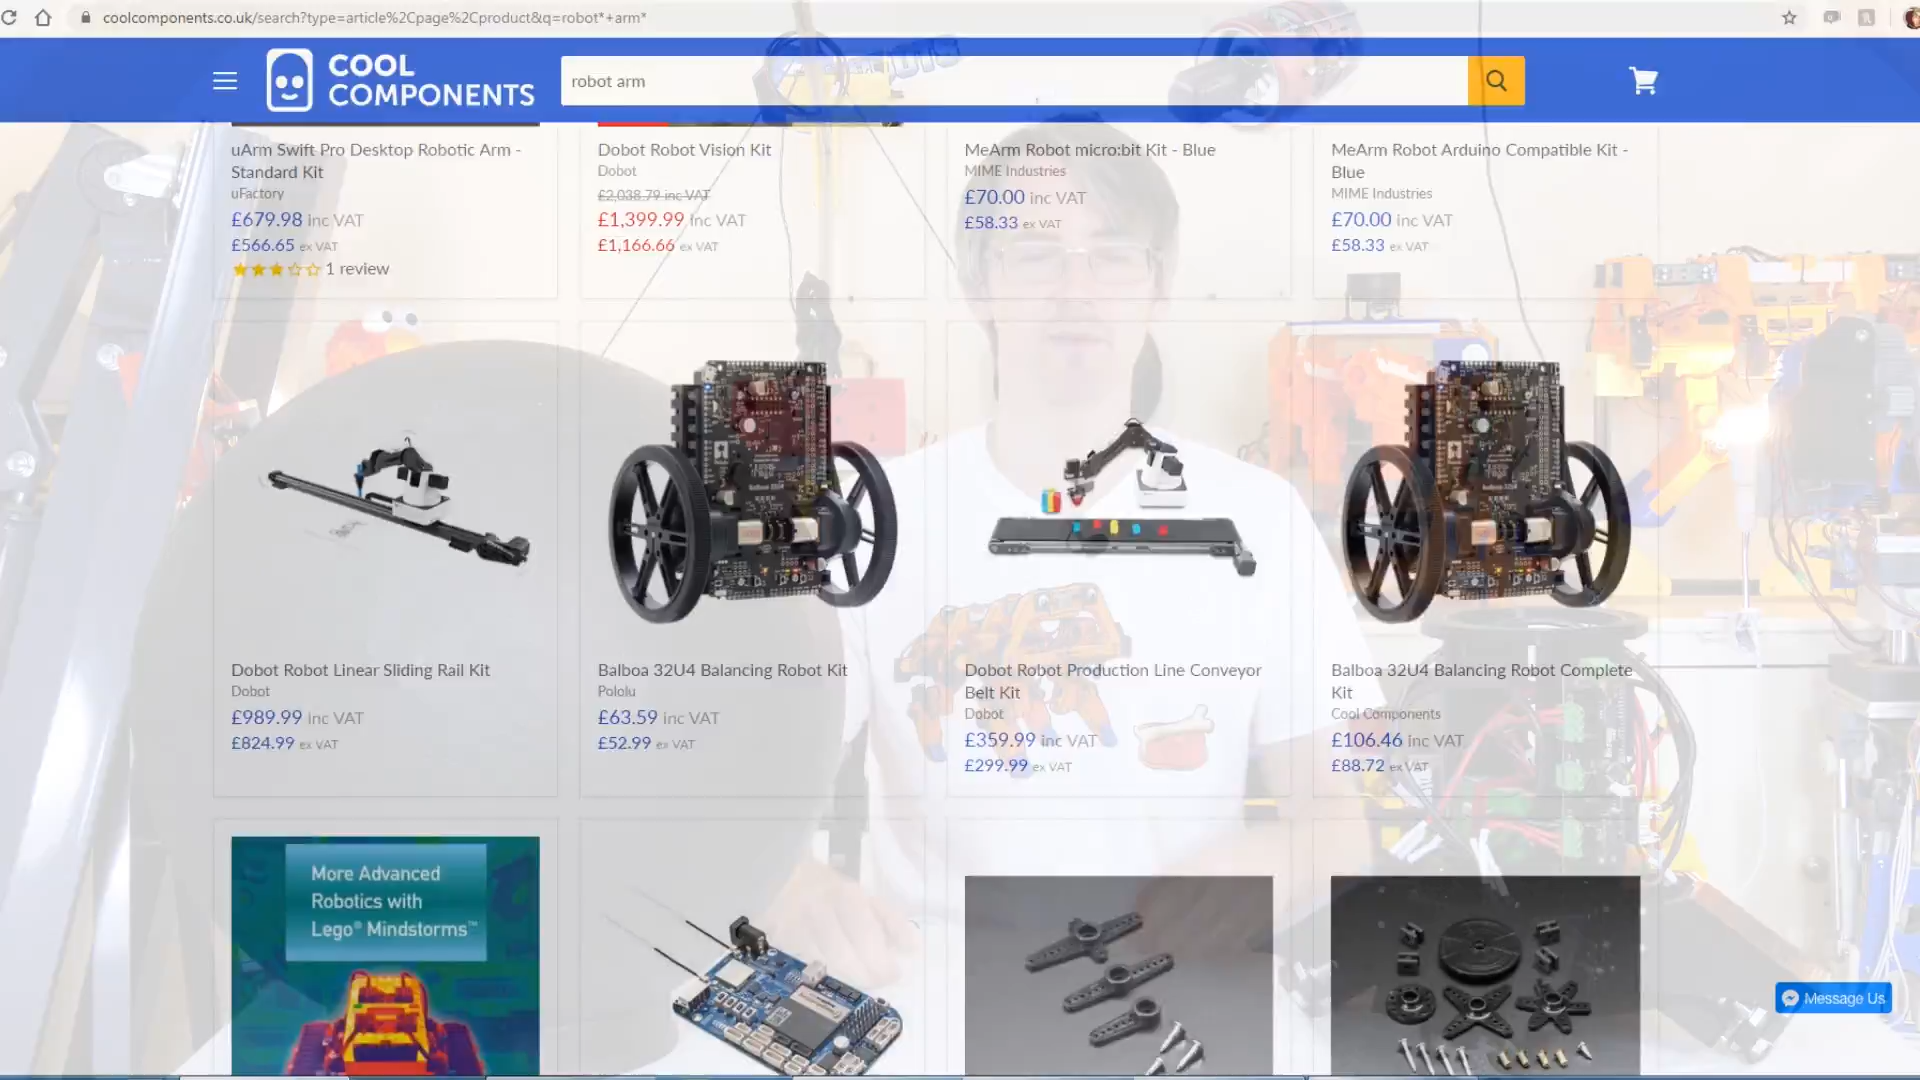 coolcomponents.co.uk/search?type=article%2Cpage%2Cproduct&q=robot*+arm*
COOL
COMPONENTS
robot arm
uArm Swift Pro Desktop Robotic Arm -
Standard Kit
uFactory
£679.98 inc VAT
£566.65 ex VAT
1 review
Dobot Robot Vision Kit
Dobot
£2,038.79 inc VAT
£1,399.99 inc VAT
£1,166.66 ex VAT
MeArm Robot micro:bit Kit - Blue
MIME Industries
£70.00 inc VAT
£58.33 ex VAT
MeArm Robot Arduino Compatible Kit -
Blue
MIME Industries
£70.00 inc VAT
£58.33 ex VAT
Dobot Robot Linear Sliding Rail Kit
Dobot
£989.99 inc VAT
£824.99 ex VAT
Balboa 32U4 Balancing Robot Kit
Pololu
£63.59 inc VAT
£52.99 ex VAT
Dobot Robot Production Line Conveyor
Belt Kit
Dobot
£359.99 inc VAT
£299.99 ex VAT
Balboa 32U4 Balancing Robot Complete
Kit
Cool Components
£106.46 inc VAT
£88.72 ex VAT
More Advanced
Robotics with
Lego® Mindstorms™
Message Us